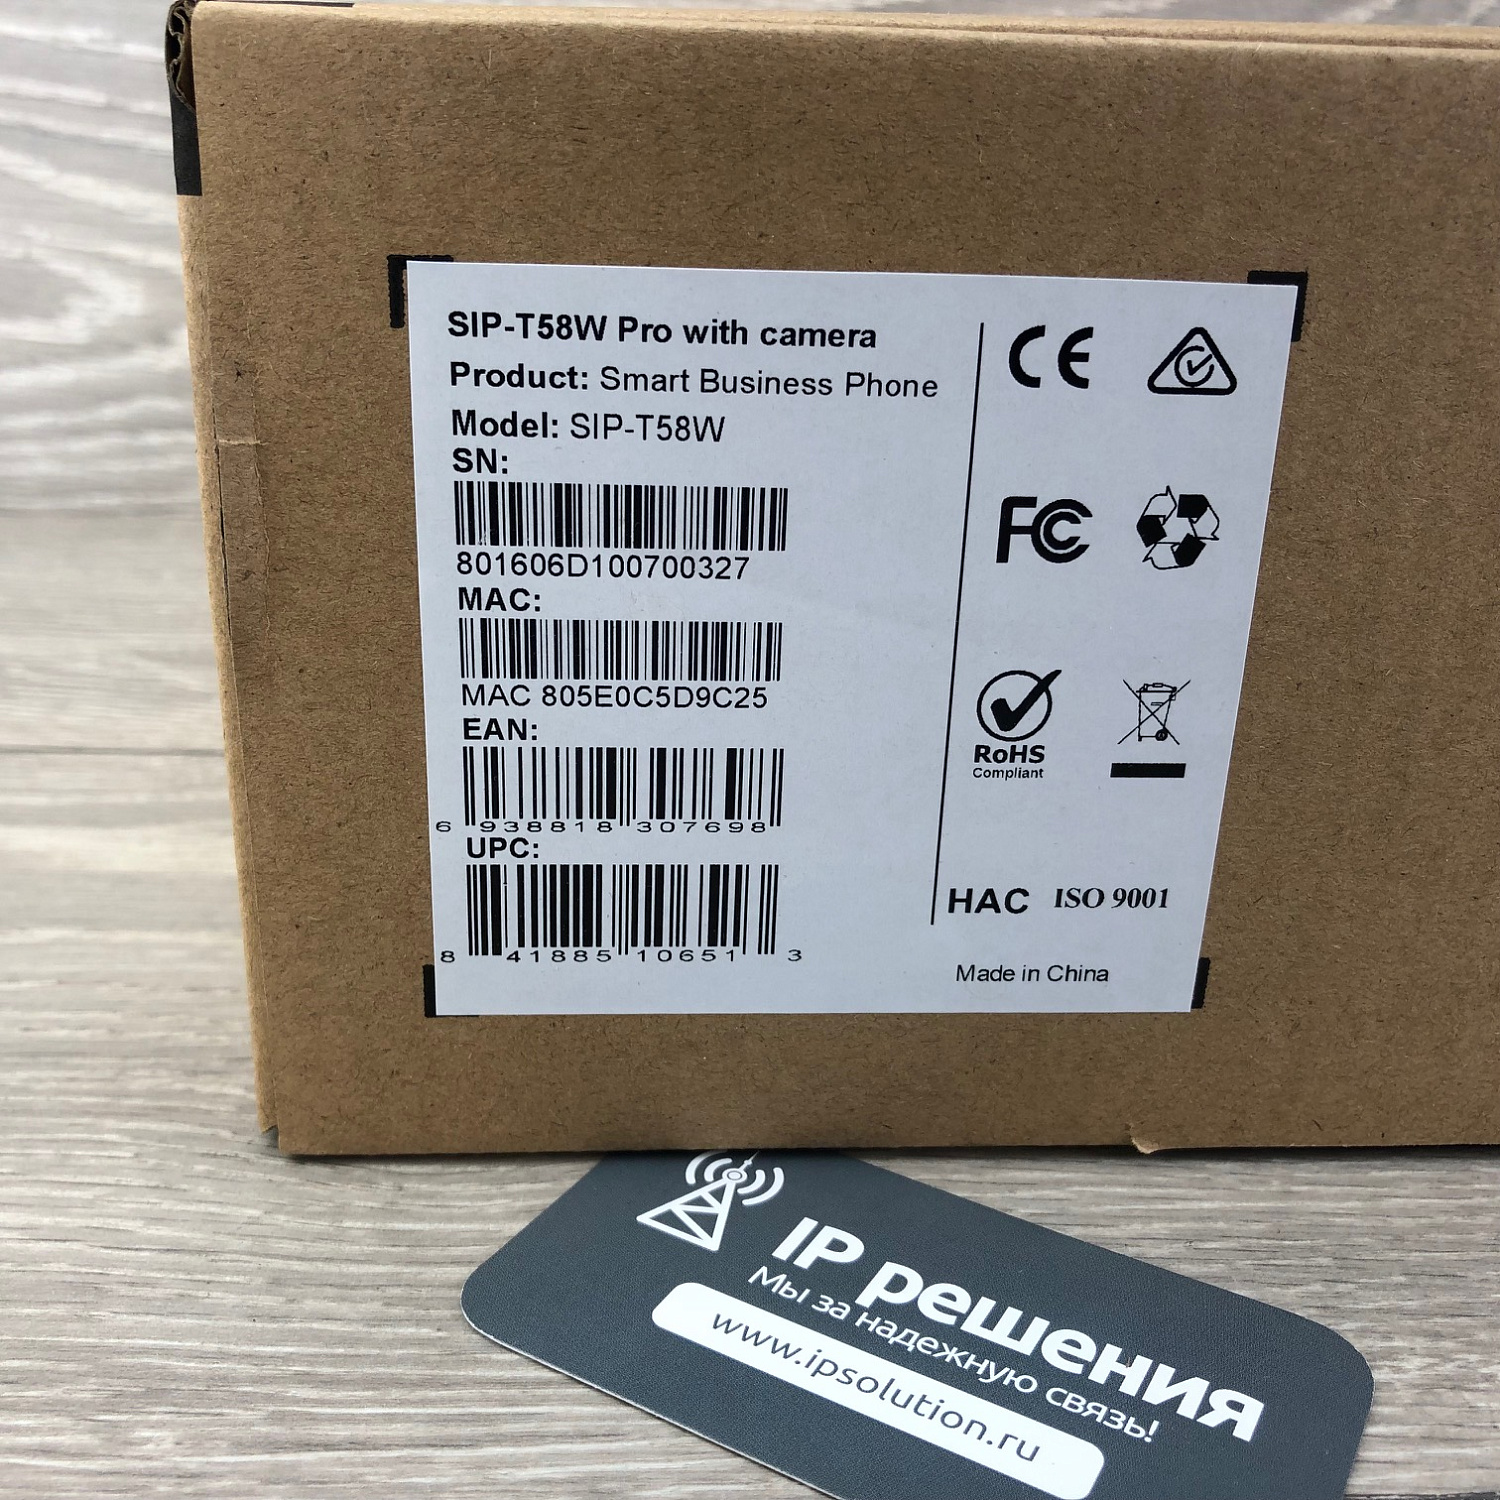 SIP-T58W Pro with camera
Product: Smart Business Phone
Model: SIP-T58W
SN:
801606D100700327
MAC:
MAC 805E0C5D9C25
EAN:
6 938818 307698
UPC:
8 41885 10651 3
CE
FC
RoHS
Compliant
HAC ISO 9001
Made in China
IP решения
Мы за надежную связь!
www.ipsolution.ru